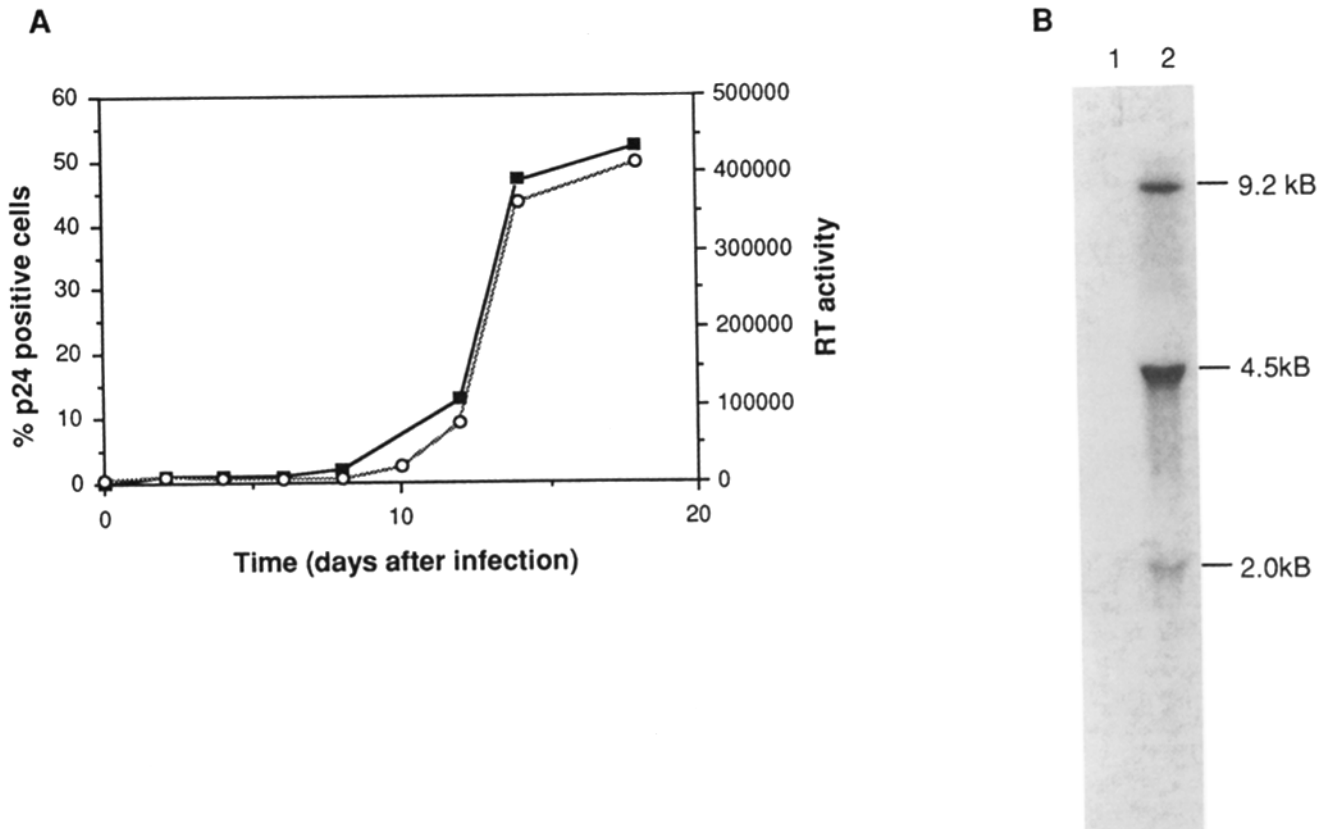 A
60
50
40
30
20
10
0
% p24 positive cells
500000
400000
300000
200000
100000
0
RT activity
0
10
20
Time (days after infection)
B
1 2
9.2 kB
4.5kB
2.0kB